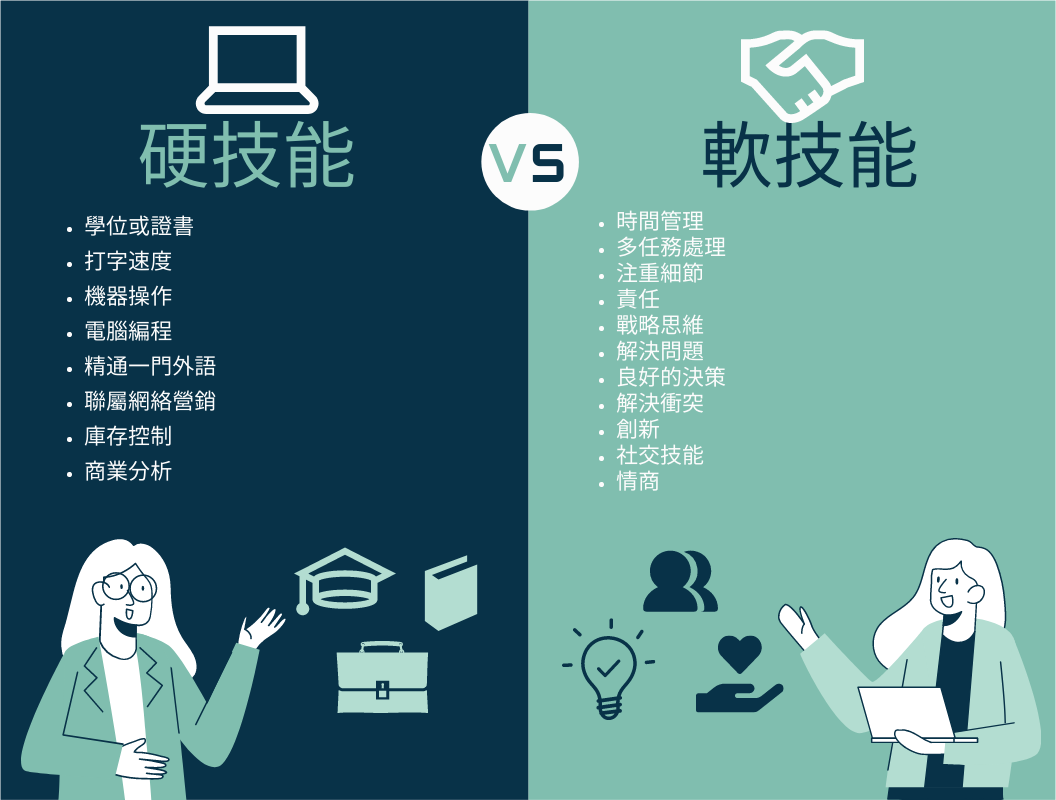 硬技能
VS
軟技能
學位或證書
打字速度
機器操作
電腦編程
精通一門外語
聯屬網絡營銷
庫存控制
商業分析
時間管理
多任務處理
注重細節
責任
戰略思維
解決問題
良好的決策
解決衝突
創新
社交技能
情商